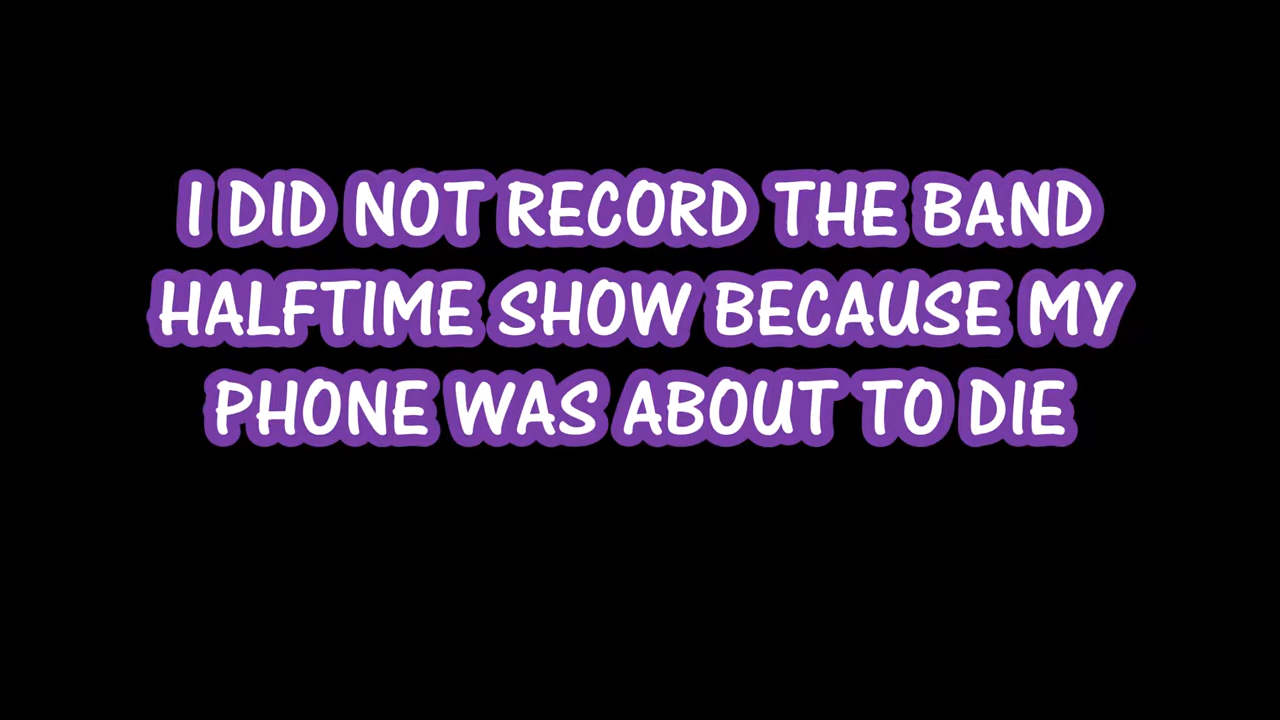 I DID NOT RECORD THE BAND
HALFTIME SHOW BECAUSE MY
PHONE WAS ABOUT TO DIE